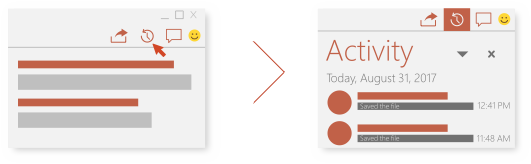 Activity
Today, August 31, 2017
Saved the file
12:41 PM
Saved the file
11:48 AM